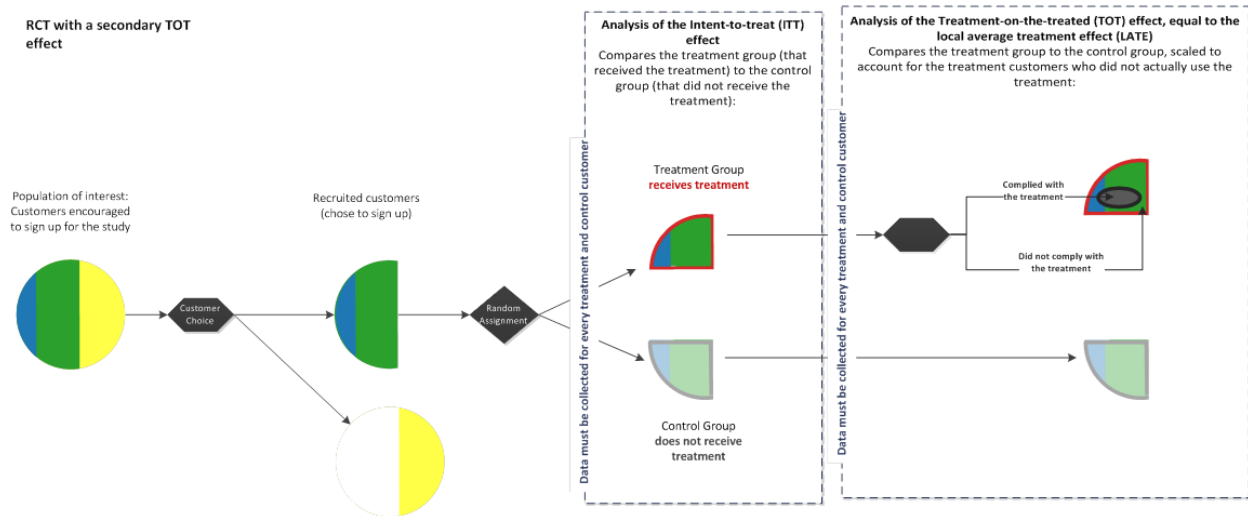 RCT with a secondary TOT
effect
Population of interest:
Customers encouraged
to sign up for the study
Customer
Choice
Recruited customers
(chose to sign up)
Random
Assignment
Data must be collected for every treatment and control customer
Analysis of the Intent-to-treat (ITT)
effect
Compares the treatment group (that
received the treatment) to the control
group (that did not receive the
treatment):
Treatment Group
receives treatment
Control Group
does not receive
treatment
Data must be collected for every treatment and control customer
Analysis of the Treatment-on-the-treated (TOT) effect, equal to the
local average treatment effect (LATE)
Compares the treatment group to the control group, scaled to
account for the treatment customers who did not actually use the
treatment:
Complied with
the treatment
Did not comply with
the treatment